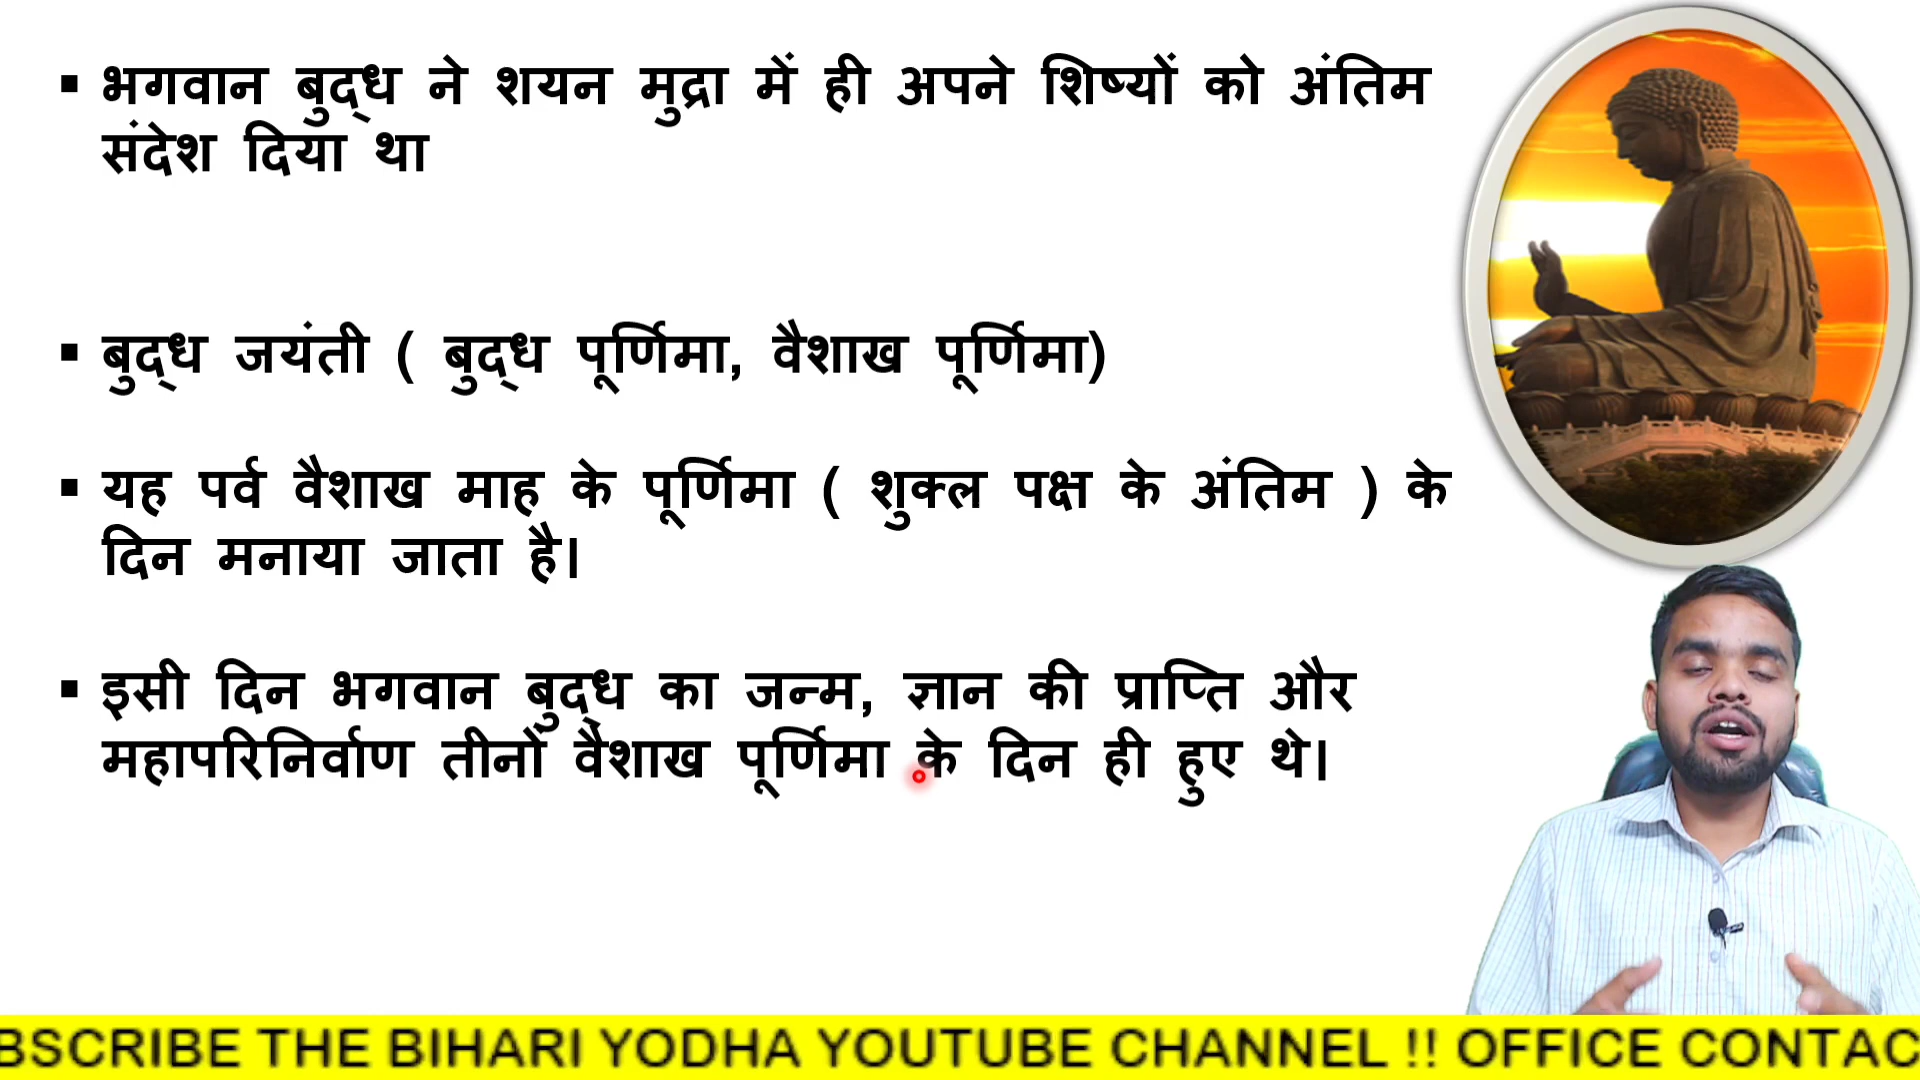 ▪ भगवान बुद्ध ने शयन मुद्रा में ही अपने शिष्यों को अंतिम
संदेश दिया था
▪ बुद्ध जयंती ( बुद्ध पूर्णिमा, वैशाख पूर्णिमा)
▪ यह पर्व वैशाख माह के पूर्णिमा ( शुक्ल पक्ष के अंतिम ) के
दिन मनाया जाता है।
▪ इसी दिन भगवान बुद्ध का जन्म, ज्ञान की प्राप्ति और
महापरिनिर्वाण तीनों वैशाख पूर्णिमा के दिन ही हुए थे।
BSCRIBE THE BIHARI YODHA YOUTUBE CHANNEL !! OFFICE CONTAC